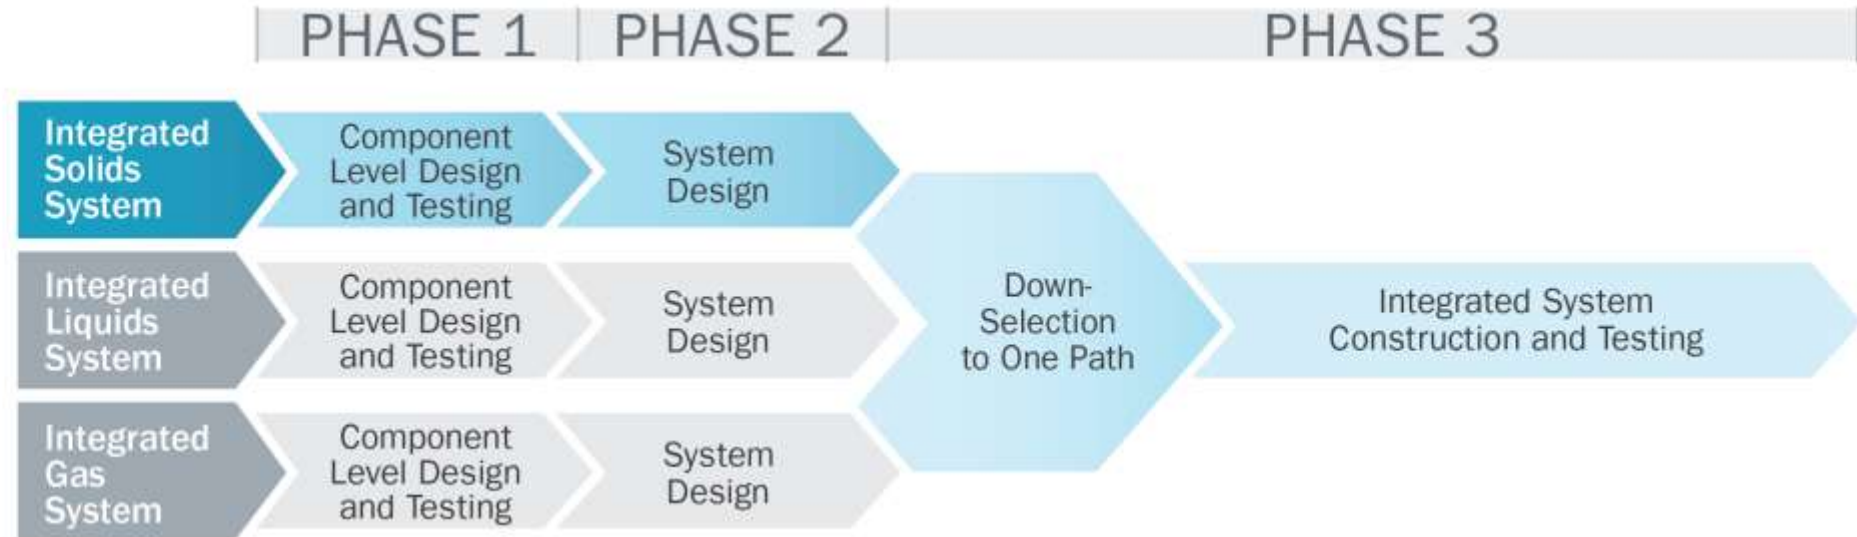 PHASE 1
PHASE 2
PHASE 3
Integrated
Solids
System
Component
Level Design
and Testing
System
Design
Integrated
Liquids
System
Component
Level Design
and Testing
System
Design
Down-
Selection
to One Path
Integrated System
Construction and Testing
Integrated
Gas
System
Component
Level Design
and Testing
System
Design